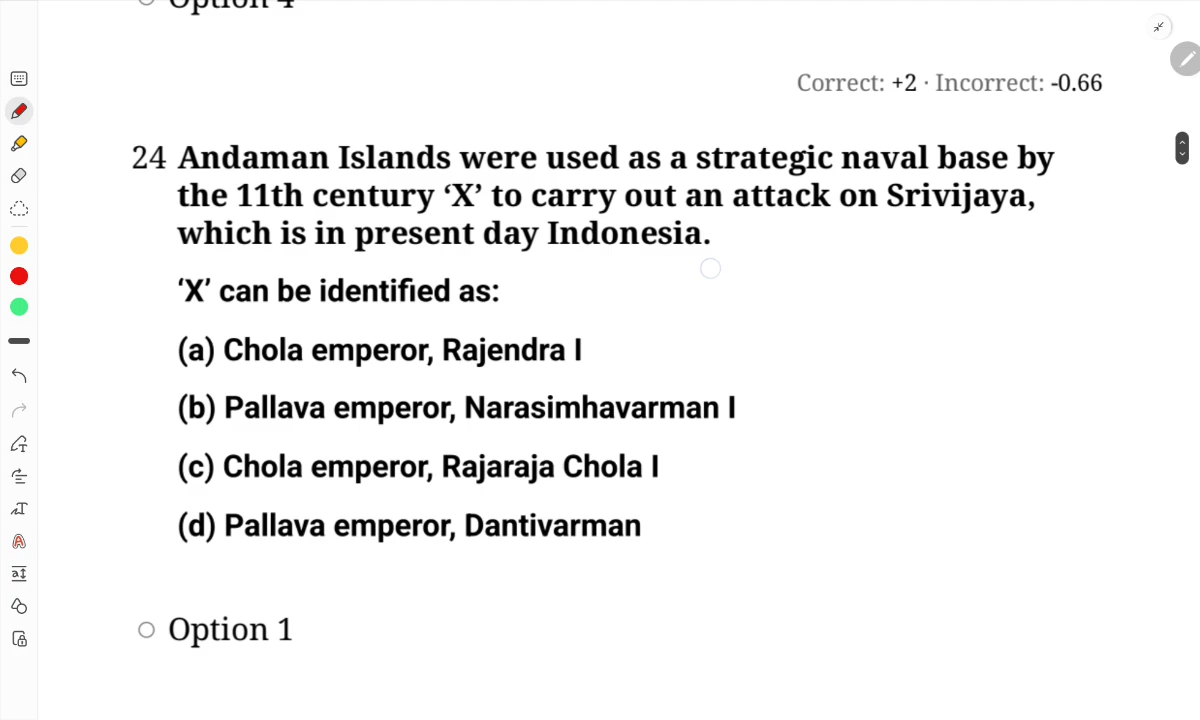 Option 4
Correct: +2 · Incorrect: -0.66
24 Andaman Islands were used as a strategic naval base by
the 11th century ‘X’ to carry out an attack on Srivijaya,
which is in present day Indonesia.
‘X’ can be identified as:
(a) Chola emperor, Rajendra I
(b) Pallava emperor, Narasimhavarman I
(c) Chola emperor, Rajaraja Chola I
(d) Pallava emperor, Dantivarman
Option 1